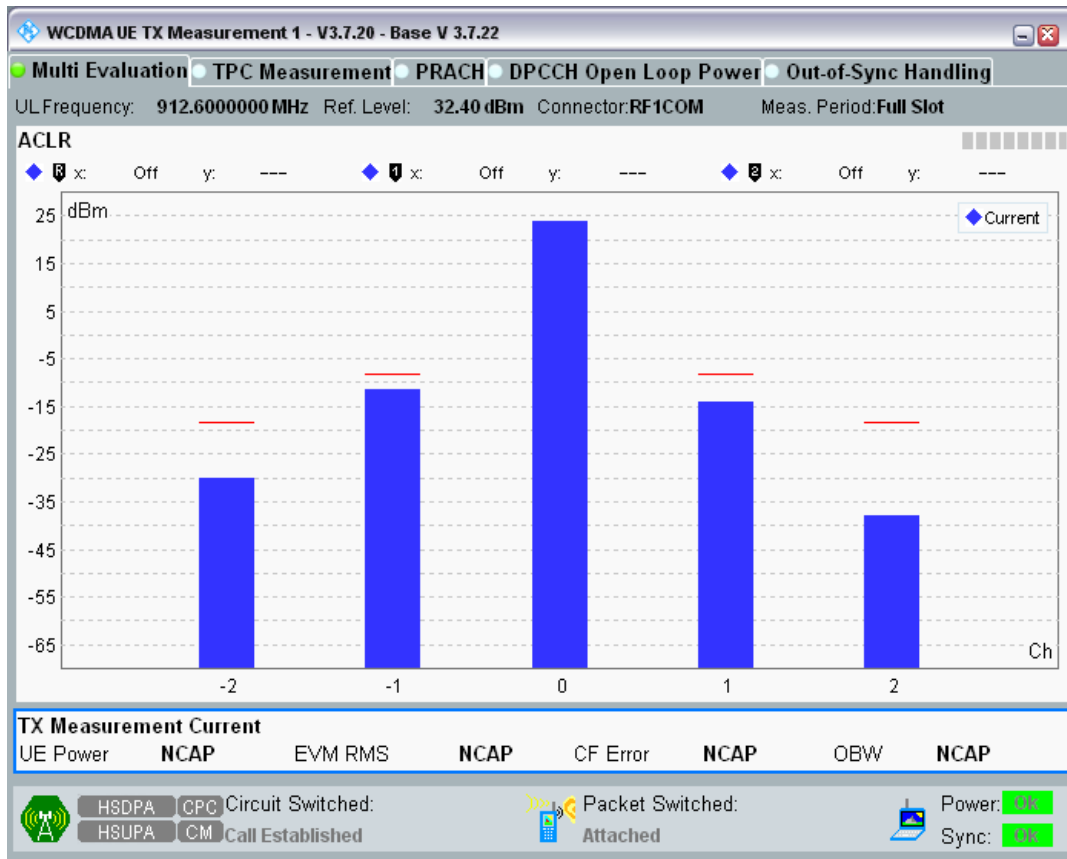 WCDMA UE TX Measurement 1 - V3.7.20 - Base V 3.7.22
Multi Evaluation TPC Measurement PRACH DPCCH Open Loop Power Out-of-Sync Handling
UL Frequency: 912.6000000 MHz Ref. Level: 32.40 dBm Connector:RF1COM Meas. Period:Full Slot
ACLR
R x: Off y: --- 1 x: Off y: --- 2 x: Off y: ---
dBm
Current
25
15
5
-5
-15
-25
-35
-45
-55
-65
Ch
-2 -1 0 1 2
TX Measurement Current
UE Power NCAP EVM RMS NCAP CF Error NCAP OBW NCAP
HSDPA CPC Circuit Switched: Packet Switched: Power: Ok
HSUPA CM Call Established Attached Sync: Ok